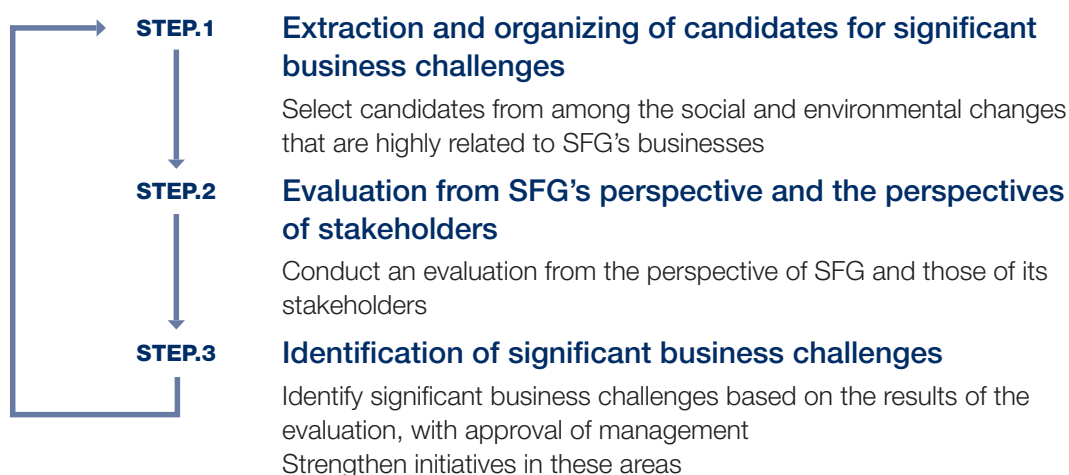 STEP.1
Extraction and organizing of candidates for significant
business challenges
Select candidates from among the social and environmental changes
that are highly related to SFG's businesses
STEP.2
Evaluation from SFG's perspective and the perspectives
of stakeholders
Conduct an evaluation from the perspective of SFG and those of its
stakeholders
STEP.3
Identification of significant business challenges
Identify significant business challenges based on the results of the
evaluation, with approval of management
Strengthen initiatives in these areas